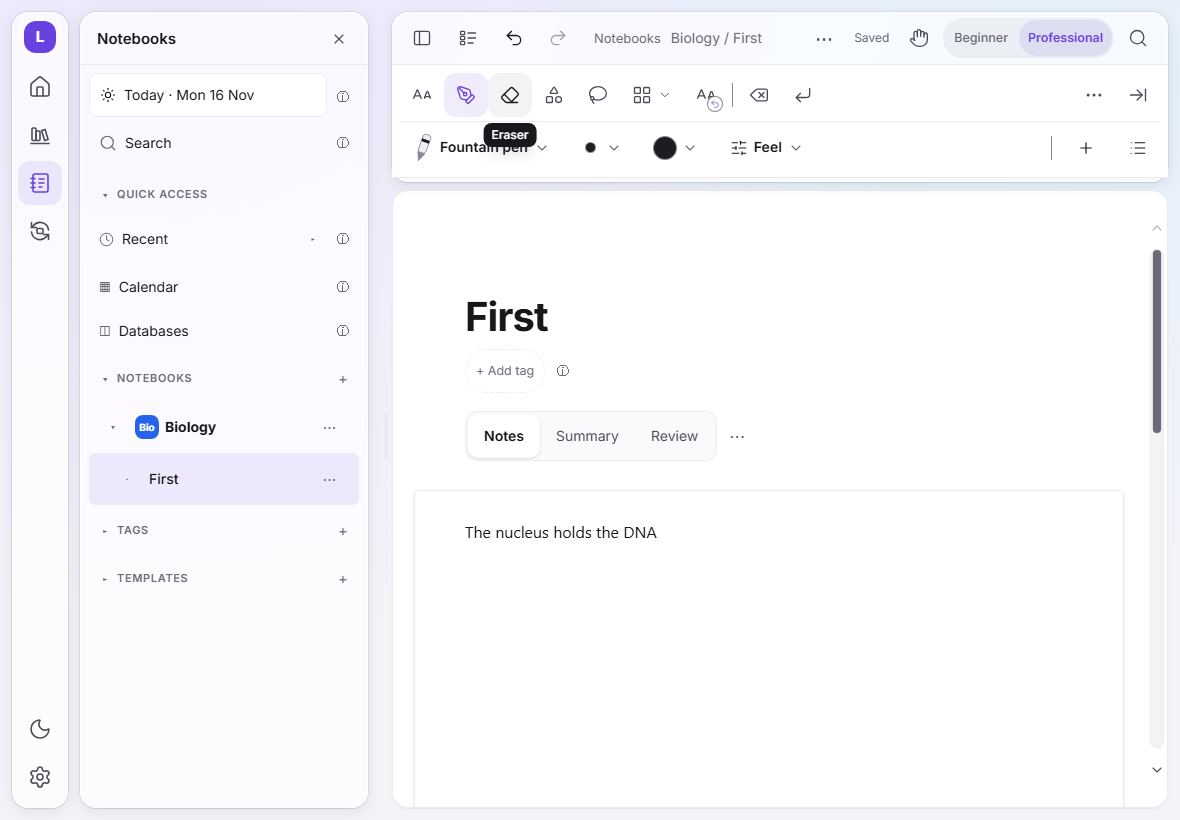 L
Notebooks
Notebooks Biology / First
Saved
Beginner
Professional
Today · Mon 16 Nov
AA
AA
Eraser
Search
Fountain pen
Feel
QUICK ACCESS
Recent
Calendar
Databases
First
+ Add tag
NOTEBOOKS
Bio Biology
Notes
Summary
Review
First
The nucleus holds the DNA
TAGS
TEMPLATES